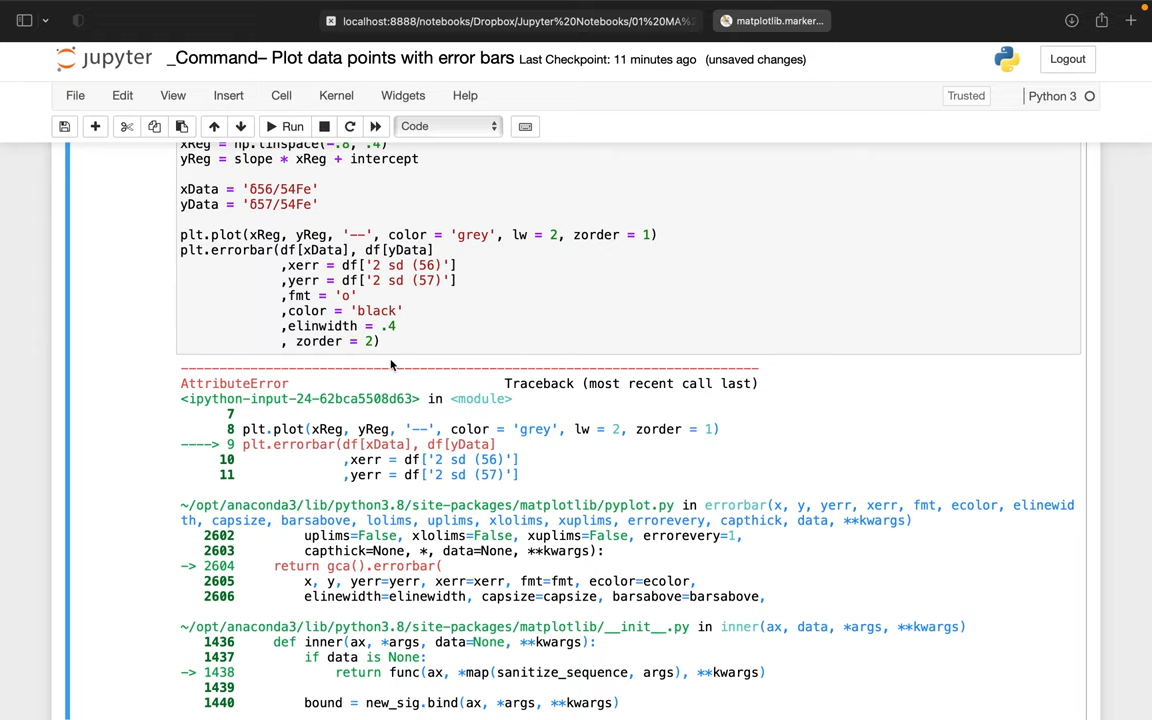 localhost:8888/notebooks/Dropbox/Jupyter%20Notebooks/01%20MA%
matplotlib.marker...
jupyter _Command– Plot data points with error bars Last Checkpoint: 11 minutes ago (unsaved changes)
Logout
File Edit View Insert Cell Kernel Widgets Help
Trusted
Python 3
Run
Code
xReg = np.linspace(-.8, .4)
yReg = slope * xReg + intercept
xData = 'δ56/54Fe'
yData = 'δ57/54Fe'
plt.plot(xReg, yReg, '--', color = 'grey', lw = 2, zorder = 1)
plt.errorbar(df[xData], df[yData]
,xerr = df['2 sd (56)']
,yerr = df['2 sd (57)']
,fmt = 'o'
,color = 'black'
,elinwidth = .4
, zorder = 2)
---------------------------------------------------------------------------
AttributeError Traceback (most recent call last)
<ipython-input-24-62bca5508d63> in <module>
7
8 plt.plot(xReg, yReg, '--', color = 'grey', lw = 2, zorder = 1)
----> 9 plt.errorbar(df[xData], df[yData]
10 ,xerr = df['2 sd (56)']
11 ,yerr = df['2 sd (57)']
~/opt/anaconda3/lib/python3.8/site-packages/matplotlib/pyplot.py in errorbar(x, y, yerr, xerr, fmt, ecolor, elinewid
th, capsize, barsabove, lolims, uplims, xlolims, xuplims, errorevery, capthick, data, **kwargs)
2602 uplims=False, xlolims=False, xuplims=False, errorevery=1,
2603 capthick=None, *, data=None, **kwargs):
-> 2604 return gca().errorbar(
2605 x, y, yerr=yerr, xerr=xerr, fmt=fmt, ecolor=ecolor,
2606 elinewidth=elinewidth, capsize=capsize, barsabove=barsabove,
~/opt/anaconda3/lib/python3.8/site-packages/matplotlib/__init__.py in inner(ax, data, *args, **kwargs)
1436 def inner(ax, *args, data=None, **kwargs):
1437 if data is None:
-> 1438 return func(ax, *map(sanitize_sequence, args), **kwargs)
1439
1440 bound = new_sig.bind(ax, *args, **kwargs)